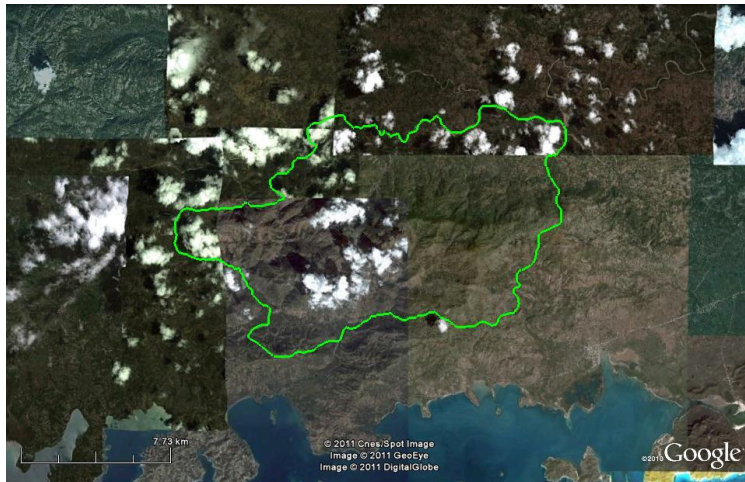 7.73 km
© 2011 Cnes/Spot Image
Image © 2011 GeoEye
Image © 2011 DigitalGlobe
©2010 Google